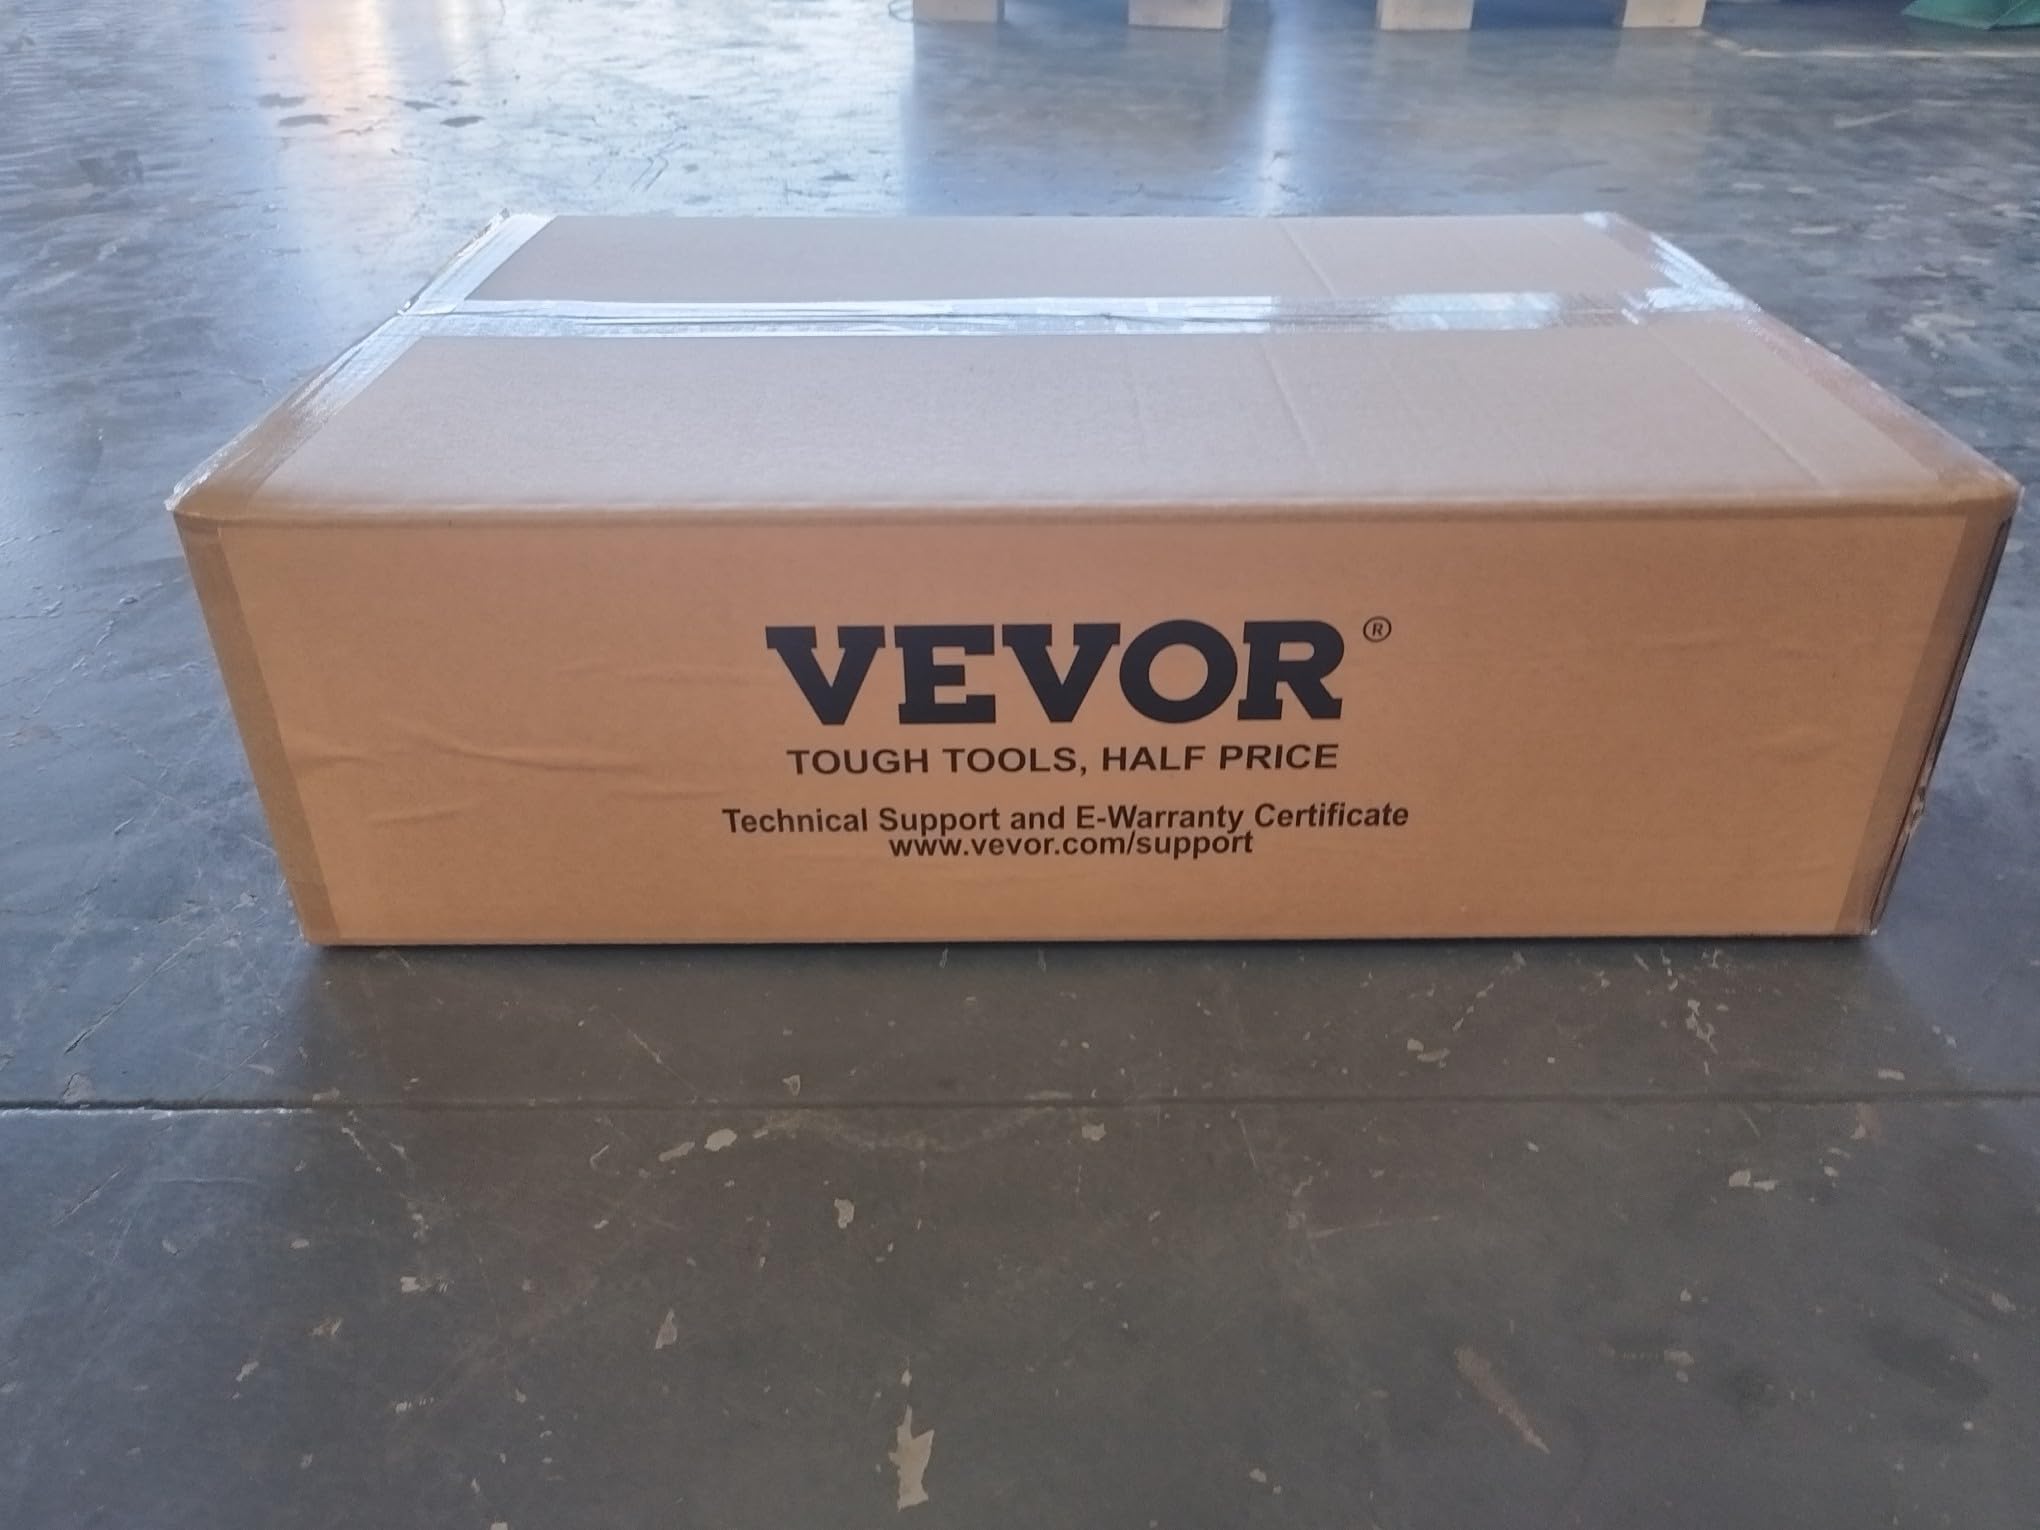 VEVOR®
TOUGH TOOLS, HALF PRICE
Technical Support and E-Warranty Certificate
www.vevor.com/support